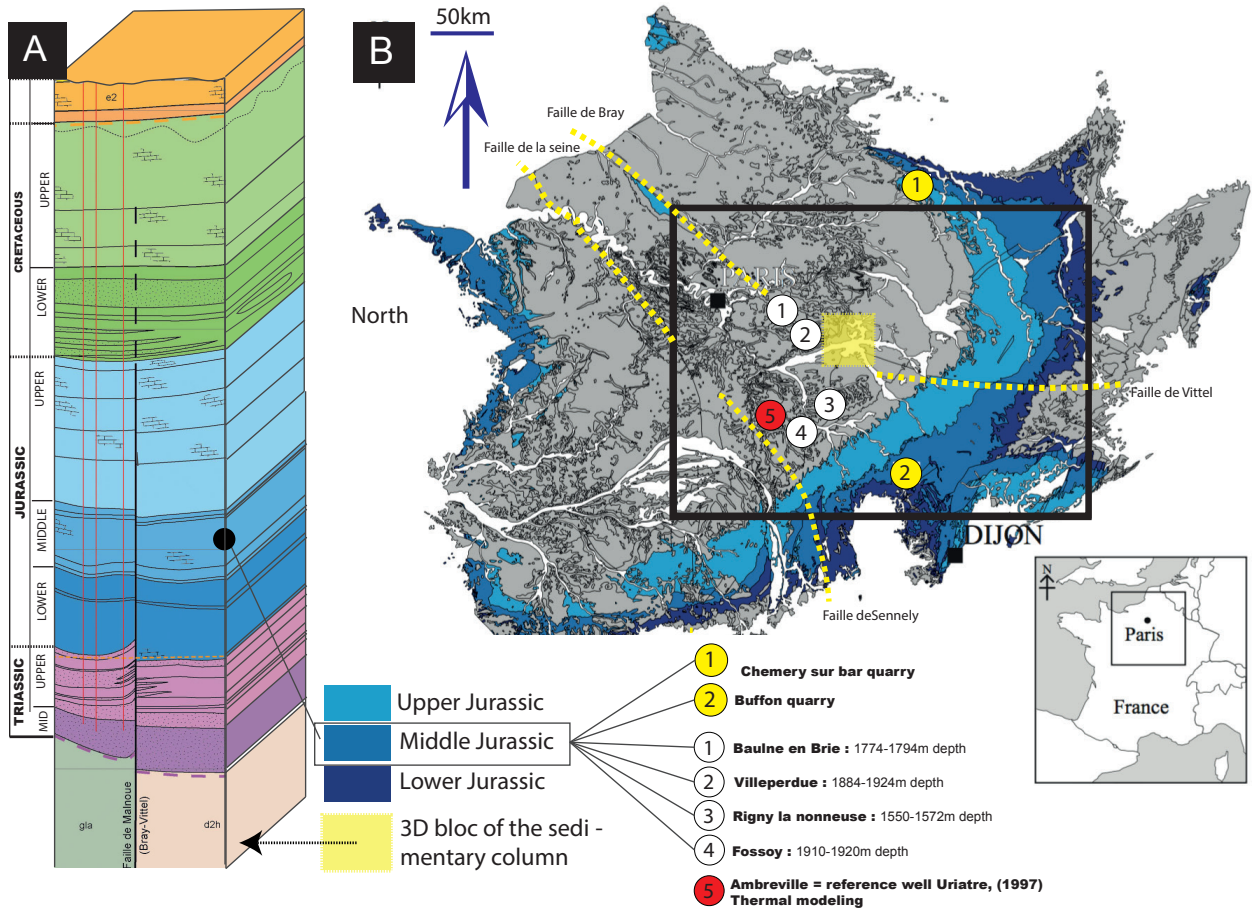 A
B
50km
North
e2
CRETACEOUS
UPPER
LOWER
JURASSIC
UPPER
MIDDLE
LOWER
TRIASSIC
UPPER
MID
gla
Faille de Malnoue
(Bray-Vittel)
d2h
Faille de Bray
Faille de la seine
PARIS
1
1
2
3
5
4
2
Faille de Vittel
Faille deSennely
DIJON
N
Paris
France
Upper Jurassic
Middle Jurassic
Lower Jurassic
3D bloc of the sedi -
mentary column
1 Chemery sur bar quarry
2 Buffon quarry
1 Baulne en Brie : 1774-1794m depth
2 Villeperdue : 1884-1924m depth
3 Rigny la nonneuse : 1550-1572m depth
4 Fossoy : 1910-1920m depth
5 Ambreville = reference well Uriatre, (1997)
Thermal modeling